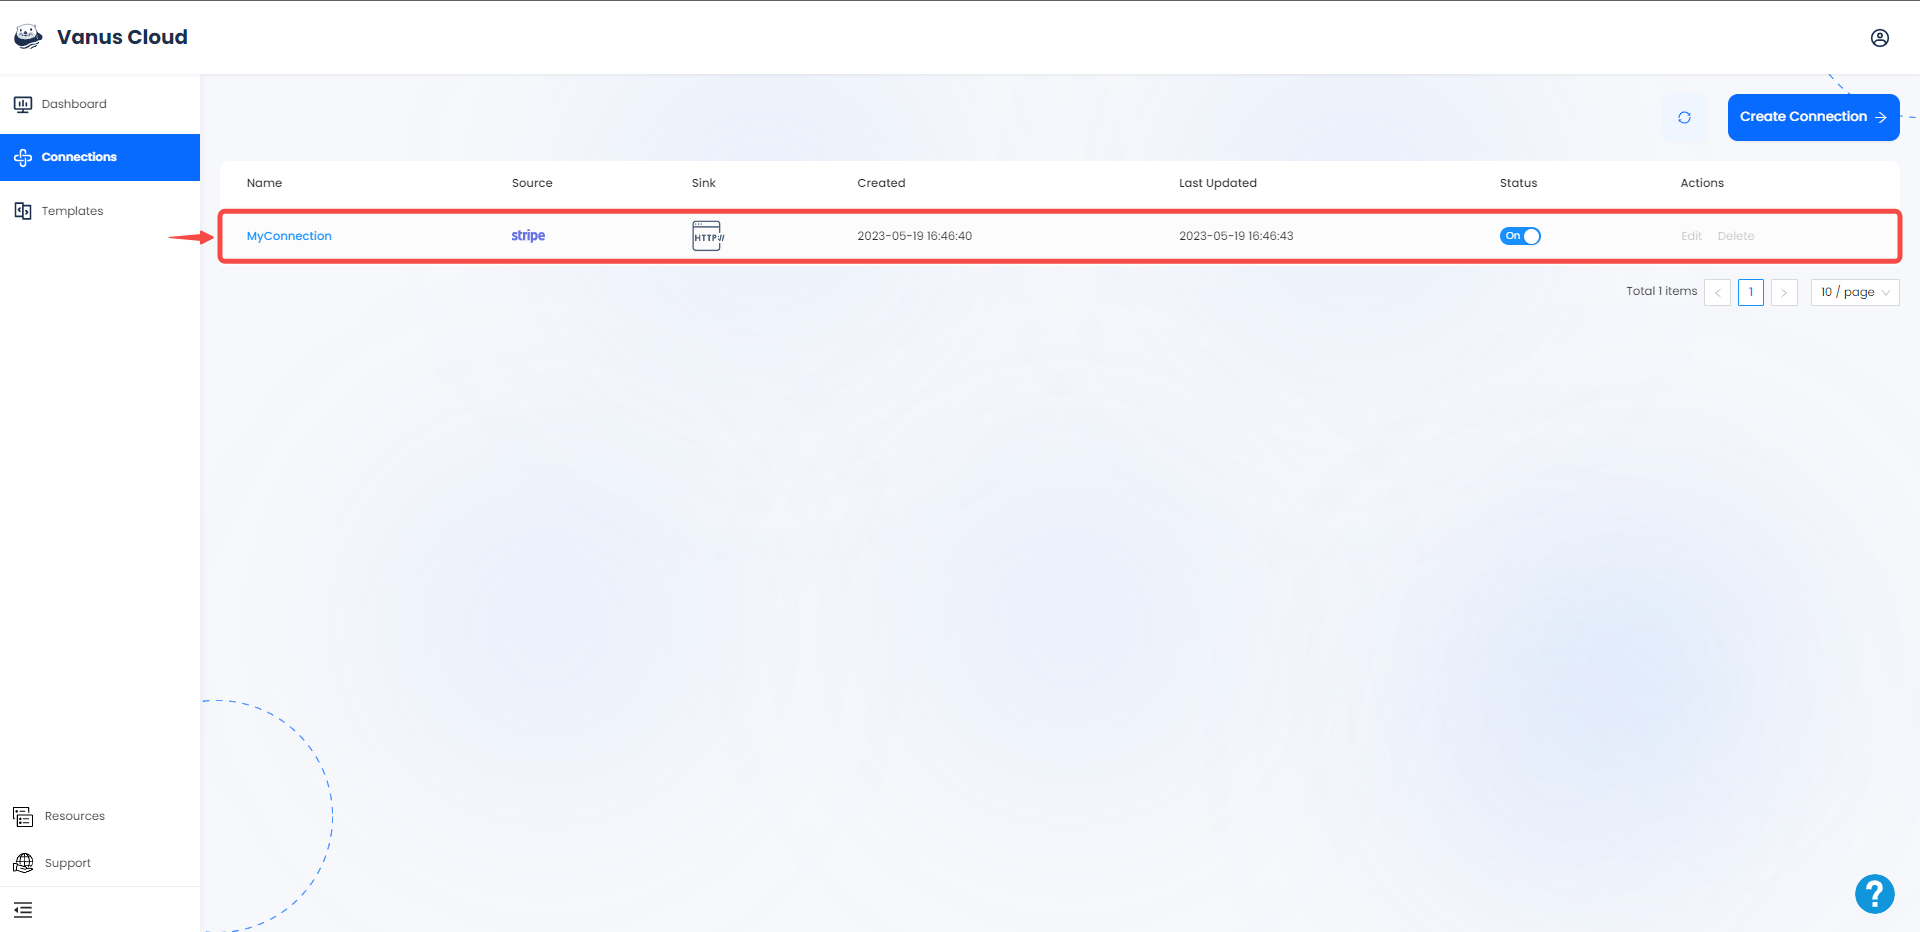 Vanus Cloud
Dashboard
Connections
Templates
Create Connection
Name Source Sink Created Last Updated Status Actions
MyConnection stripe HTTP:// 2023-05-19 16:46:40 2023-05-19 16:46:43 On Edit Delete
Total 1 items < 1 > 10 / page
Resources
Support
?